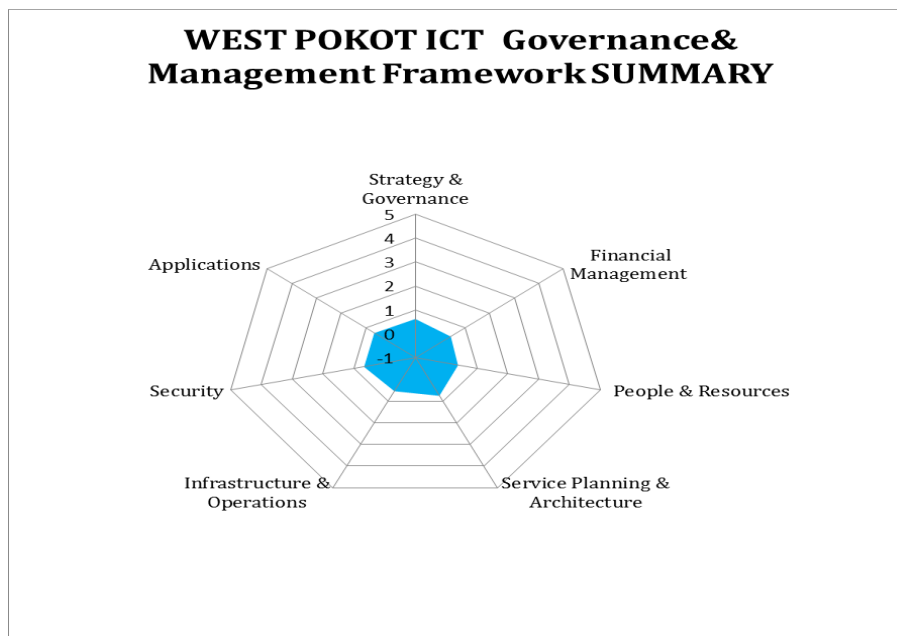 WEST POKOT ICT Governance&
Management Framework SUMMARY
Strategy &
Governance
5
4
3
2
1
0
-1
Financial
Management
People & Resources
Service Planning &
Architecture
Infrastructure &
Operations
Security
Applications